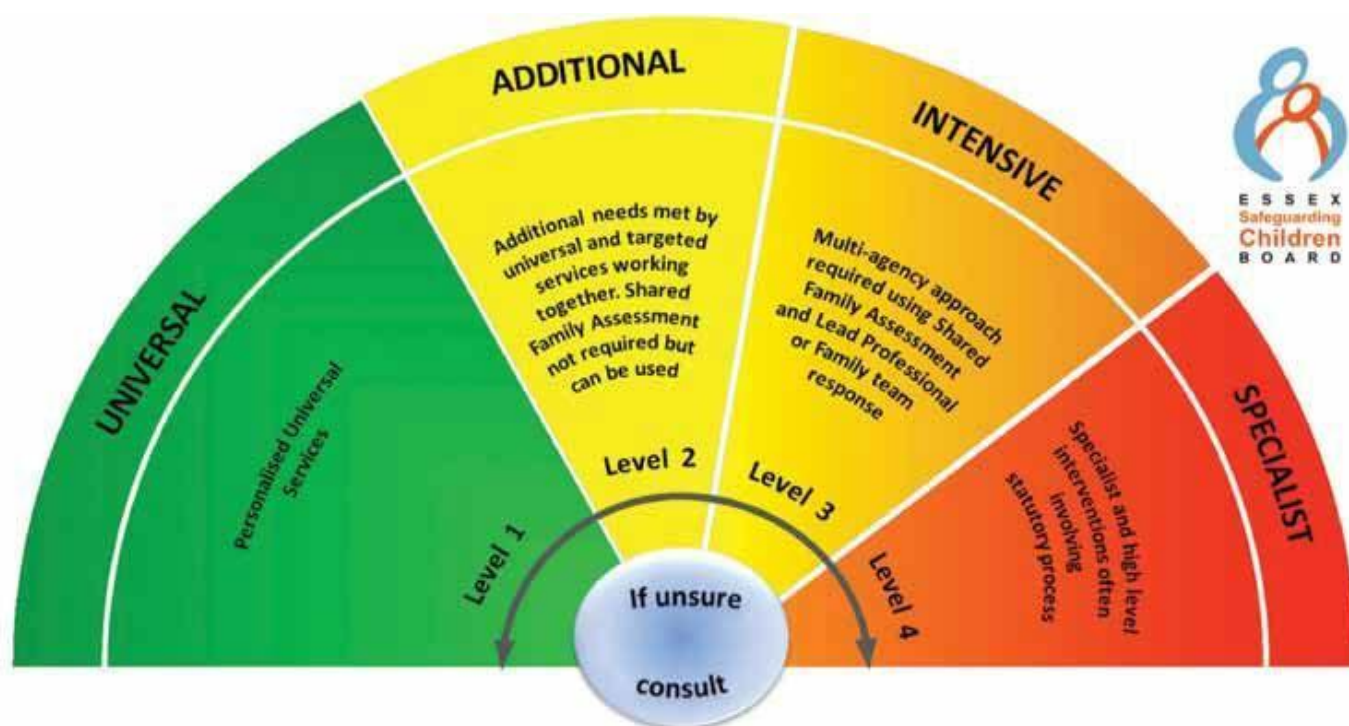 UNIVERSAL
Personalised Universal
Services
Level 1
ADDITIONAL
Additional needs met by
universal and targeted
services working
together. Shared
Family Assessment
not required but
can be used
Level 2
INTENSIVE
Multi-agency approach
required using Shared
Family Assessment
and Lead Professional
or Family team
response
Level 3
SPECIALIST
Specialist and high level
interventions often
involving
statutory process
Level 4
If unsure
consult
ESSEX
Safeguarding
Children
BOARD